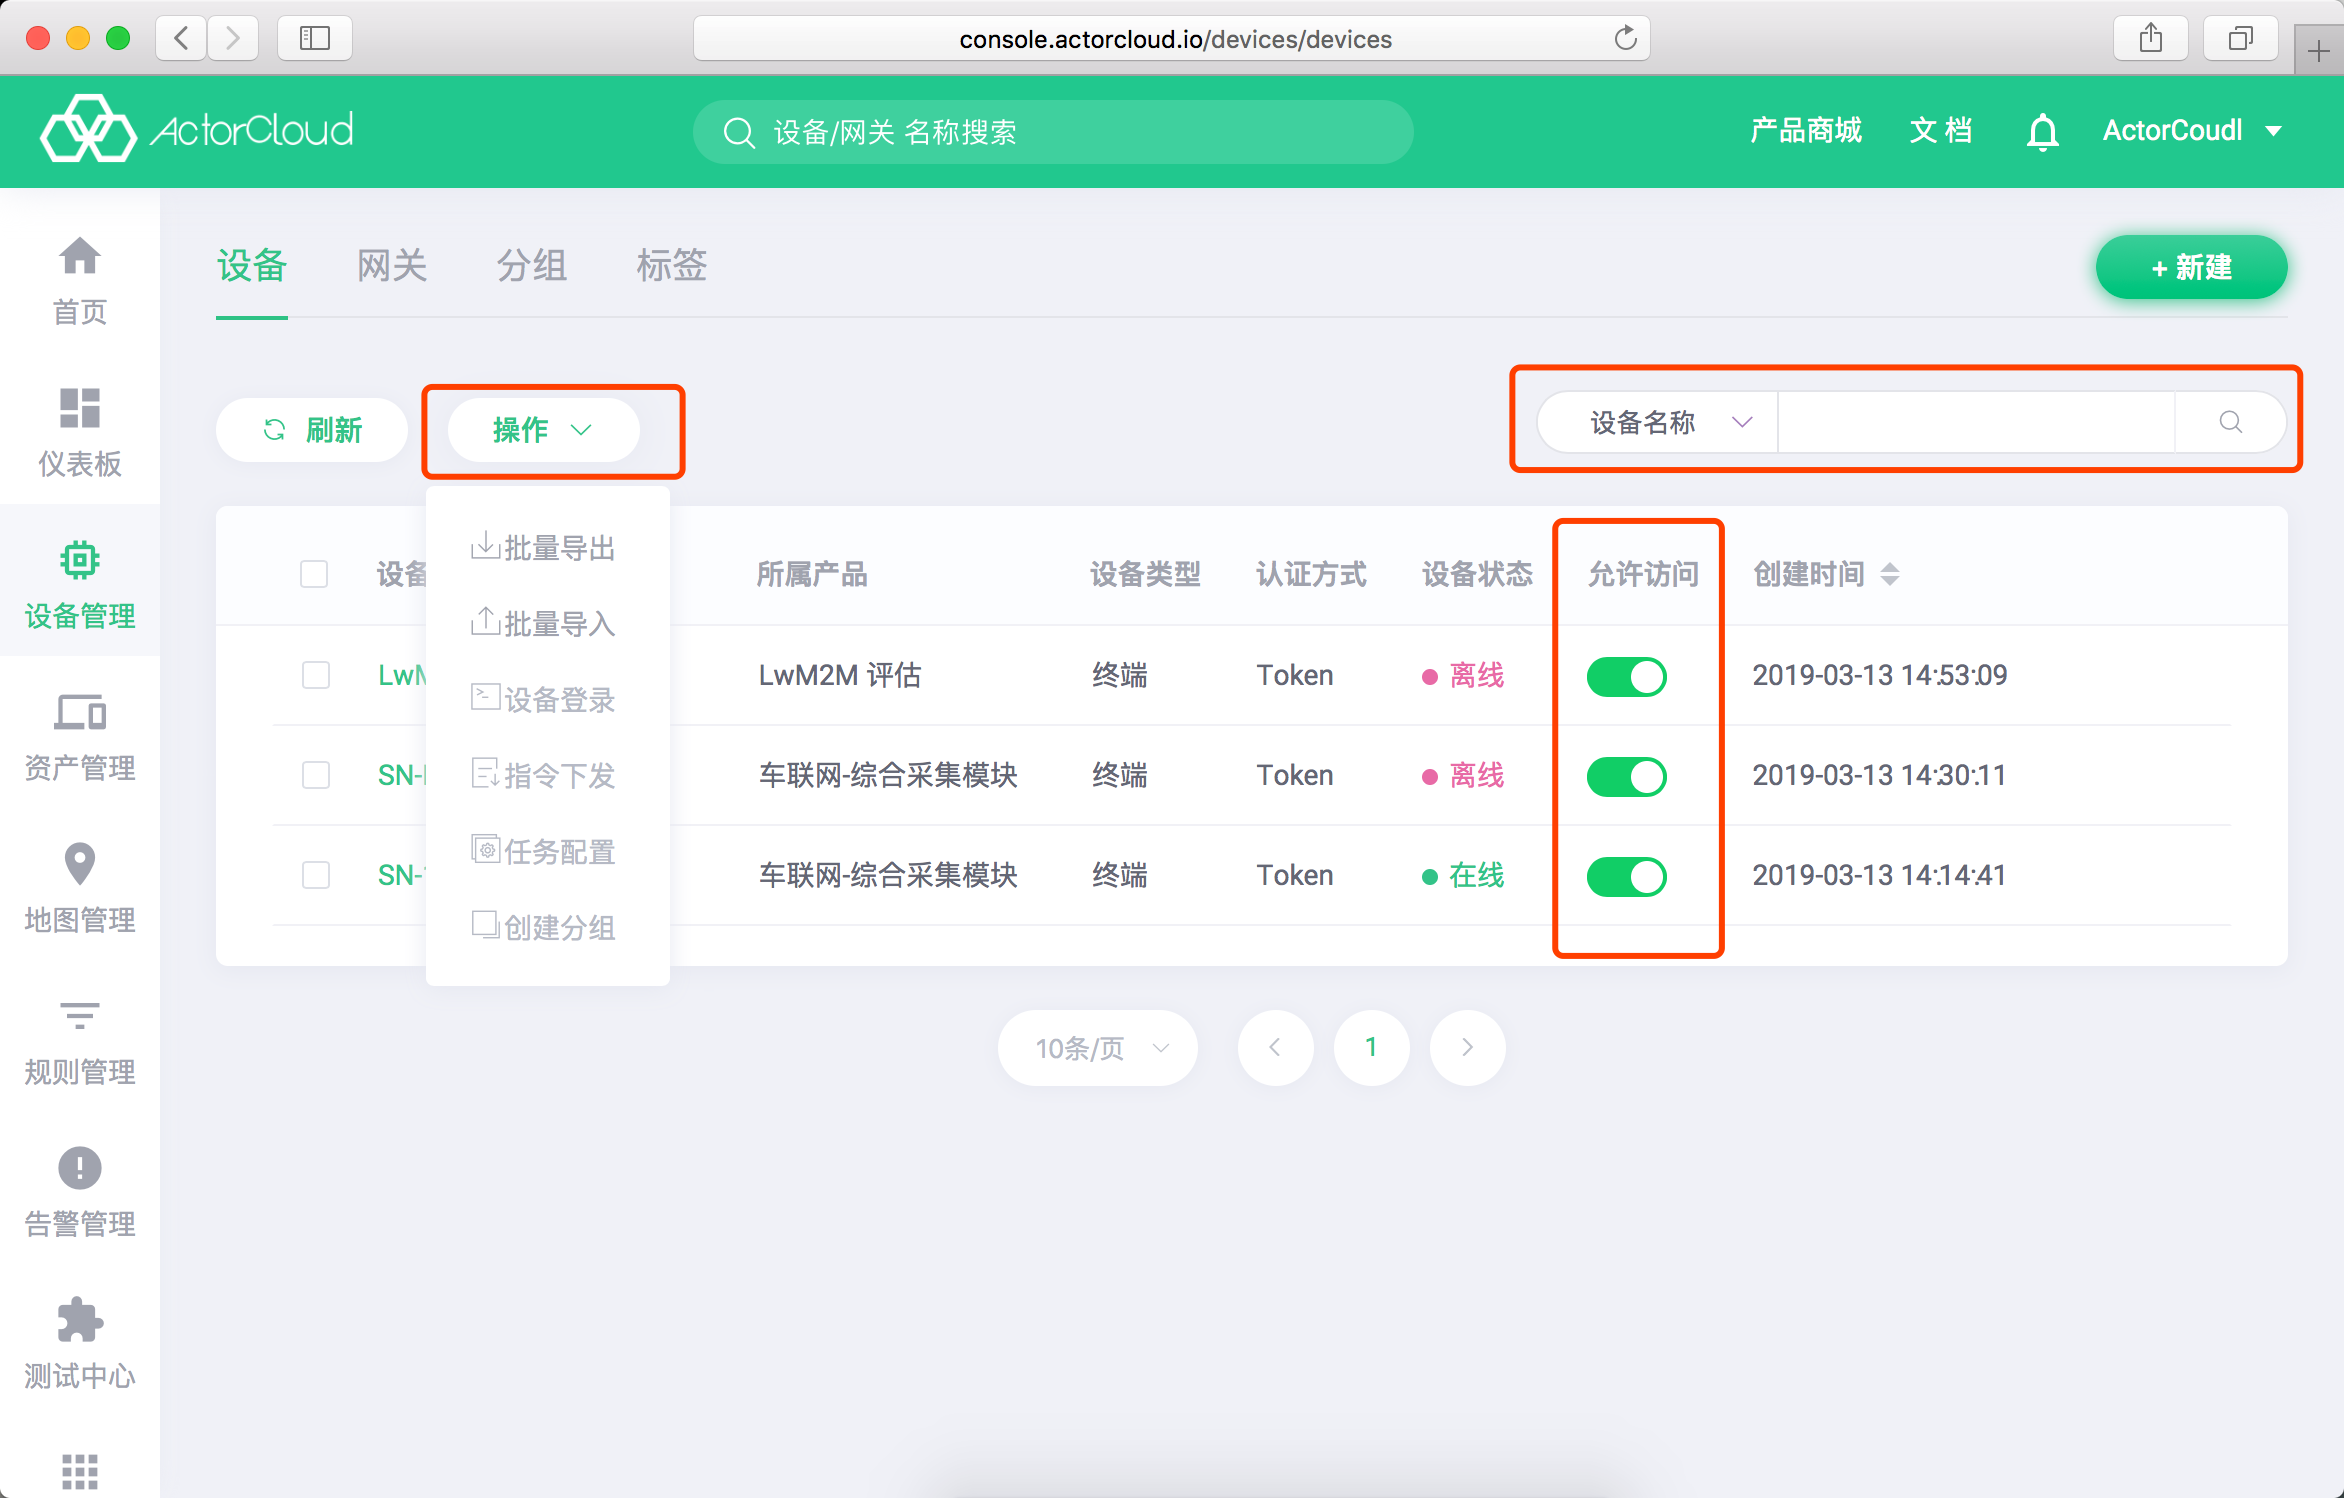 console.actorcloud.io/devices/devices
ActorCloud
设备/网关 名称搜索
产品商城
文 档
ActorCoudl
首页
仪表板
设备管理
资产管理
地图管理
规则管理
告警管理
测试中心
设备 网关 分组 标签
+ 新建
刷新
操作
设备名称
批量导出
批量导入
设备登录
指令下发
任务配置
创建分组
设备 所属产品 设备类型 认证方式 设备状态 允许访问 创建时间
LwM LwM2M 评估 终端 Token 离线 2019-03-13 14:53:09
SN- 车联网-综合采集模块 终端 Token 离线 2019-03-13 14:30:11
SN- 车联网-综合采集模块 终端 Token 在线 2019-03-13 14:14:41
10条/页
1